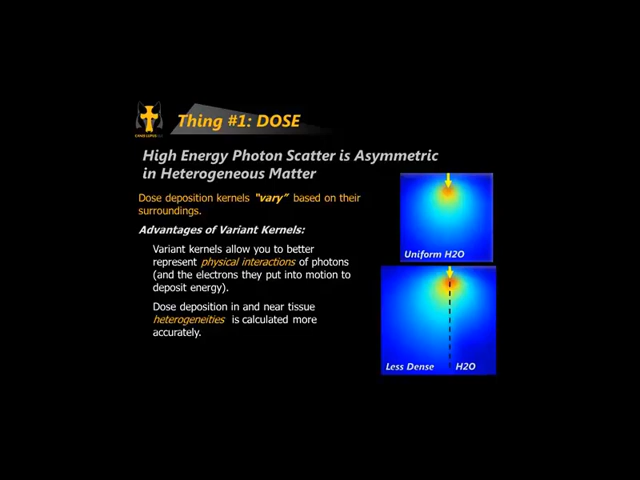 CANIS LUPUS LLC
Thing #1: DOSE
High Energy Photon Scatter is Asymmetric
in Heterogeneous Matter
Dose deposition kernels "vary" based on their
surroundings.
Advantages of Variant Kernels:
Variant kernels allow you to better
represent physical interactions of photons
(and the electrons they put into motion to
deposit energy).
Dose deposition in and near tissue
heterogeneities is calculated more
accurately.
Uniform H2O
Less Dense H2O